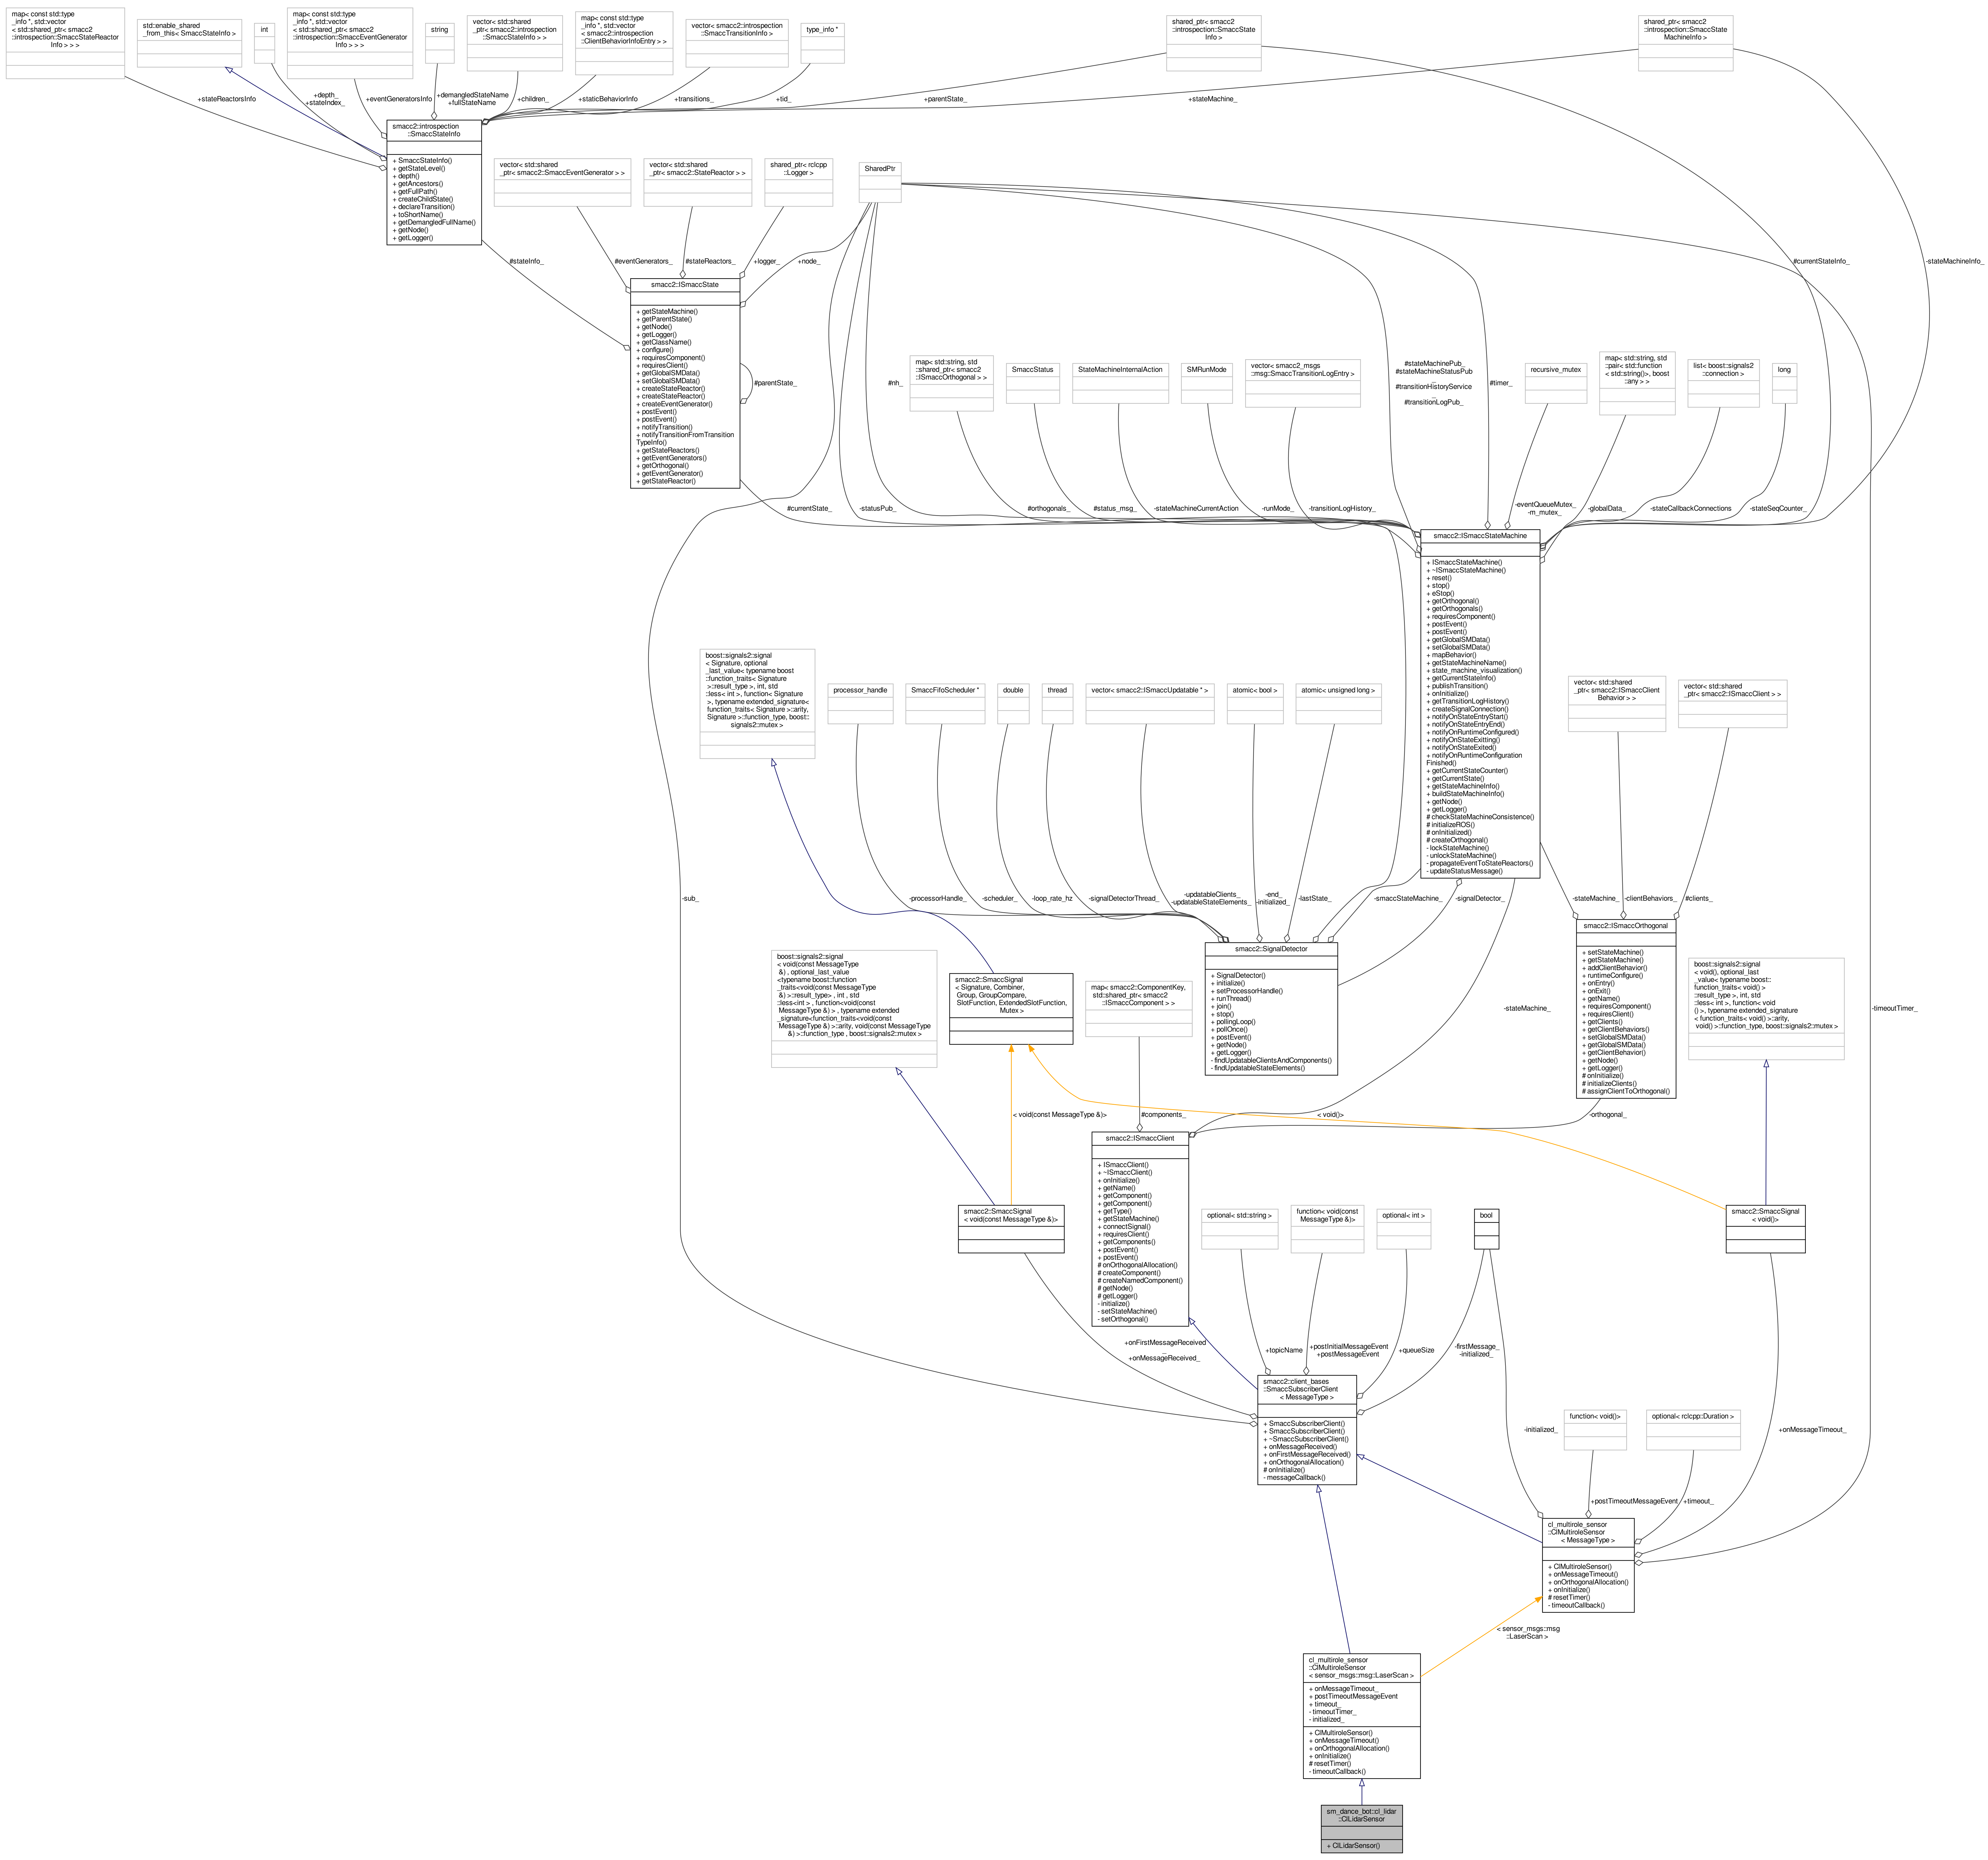 map< const std::type
_info *, std::vector
< std::shared_ptr< smacc2
::introspection::SmaccStateReactor
Info > > >
std::enable_shared
_from_this< SmaccStateInfo >
int
map< const std::type
_info *, std::vector
< std::shared_ptr< smacc2
::introspection::SmaccEventGenerator
Info > > >
string
vector< std::shared
_ptr< smacc2::introspection
::SmaccStateInfo > >
map< const std::type
_info *, std::vector
< smacc2::introspection
::ClientBehaviorInfoEntry > >
vector< smacc2::introspection
::SmaccTransitionInfo >
type_info *
shared_ptr< smacc2
::introspection::SmaccState
Info >
shared_ptr< smacc2
::introspection::SmaccState
MachineInfo >
+stateReactorsInfo
+depth_
+stateIndex_
+eventGeneratorsInfo
+demangledStateName
+fullStateName
+children_
+staticBehaviorInfo
+transitions_
+tid_
+parentState_
+stateMachine_
smacc2::introspection
::SmaccStateInfo
+ SmaccStateInfo()
+ getStateLevel()
+ depth()
+ getAncestors()
+ getFullPath()
+ createChildState()
+ declareTransition()
+ toShortName()
+ getDemangledFullName()
+ getNode()
+ getLogger()
vector< std::shared
_ptr< smacc2::SmaccEventGenerator > >
vector< std::shared
_ptr< smacc2::StateReactor > >
shared_ptr< rclcpp
::Logger >
SharedPtr
#stateInfo_
#eventGenerators_
#stateReactors_
+logger_
+node_
#currentStateInfo_
-stateMachineInfo_
smacc2::ISmaccState
+ getStateMachine()
+ getParentState()
+ getNode()
+ getLogger()
+ getClassName()
+ configure()
+ requiresComponent()
+ requiresClient()
+ getGlobalSMData()
+ setGlobalSMData()
+ createStateReactor()
+ createStateReactor()
+ createEventGenerator()
+ postEvent()
+ postEvent()
+ notifyTransition()
+ notifyTransitionFromTransition
TypeInfo()
+ getStateReactors()
+ getEventGenerators()
+ getOrthogonal()
+ getEventGenerator()
+ getStateReactor()
#parentState_
#nh_
map< std::string, std
::shared_ptr< smacc2
::ISmaccOrthogonal > >
SmaccStatus
StateMachineInternalAction
SMRunMode
vector< smacc2_msgs
::msg::SmaccTransitionLogEntry >
#stateMachinePub_
#stateMachineStatusPub
_
#transitionHistoryService
_
#transitionLogPub_
#timer_
recursive_mutex
map< std::string, std
::pair< std::function
< std::string()>, boost
::any > >
list< boost::signals2
::connection >
long
#currentState_
-statusPub_
#orthogonals_
#status_msg_
-stateMachineCurrentAction
-runMode_
-transitionLogHistory_
-eventQueueMutex_
-m_mutex_
-globalData_
-stateCallbackConnections
-stateSeqCounter_
smacc2::ISmaccStateMachine
+ ISmaccStateMachine()
+ ~ISmaccStateMachine()
+ reset()
+ stop()
+ eStop()
+ getOrthogonal()
+ getOrthogonals()
+ requiresComponent()
+ postEvent()
+ postEvent()
+ getGlobalSMData()
+ setGlobalSMData()
+ mapBehavior()
+ getStateMachineName()
+ state_machine_visualization()
+ getCurrentStateInfo()
+ publishTransition()
+ onInitialize()
+ getTransitionLogHistory()
+ createSignalConnection()
+ notifyOnStateEntryStart()
+ notifyOnStateEntryEnd()
+ notifyOnRuntimeConfigured()
+ notifyOnStateExitting()
+ notifyOnStateExited()
+ notifyOnRuntimeConfiguration
Finished()
+ getCurrentStateCounter()
+ getCurrentState()
+ getStateMachineInfo()
+ buildStateMachineInfo()
+ getNode()
+ getLogger()
# checkStateMachineConsistence()
# initializeROS()
# onInitialized()
# createOrthogonal()
- lockStateMachine()
- unlockStateMachine()
- propagateEventToStateReactors()
- updateStatusMessage()
boost::signals2::signal
< Signature, optional
_last_value< typename boost
::function_traits< Signature
>::result_type >, int, std
::less< int >, function< Signature
>, typename extended_signature<
function_traits< Signature >::arity,
Signature >::function_type, boost::
signals2::mutex >
processor_handle
SmaccFifoScheduler *
double
thread
vector< smacc2::ISmaccUpdatable * >
atomic< bool >
atomic< unsigned long >
vector< std::shared
_ptr< smacc2::ISmaccClient
Behavior > >
vector< std::shared
_ptr< smacc2::ISmaccClient > >
-sub_
-processorHandle_
-scheduler_
-loop_rate_hz
-signalDetectorThread_
-updatableClients_
-updatableStateElements_
-end_
-initialized_
-lastState_
-smaccStateMachine_
-signalDetector_
-stateMachine_
-clientBehaviors_
#clients_
smacc2::SignalDetector
+ SignalDetector()
+ initialize()
+ setProcessorHandle()
+ runThread()
+ join()
+ stop()
+ pollingLoop()
+ pollOnce()
+ postEvent()
+ getNode()
+ getLogger()
- findUpdatableClientsAndComponents()
- findUpdatableStateElements()
smacc2::ISmaccOrthogonal
+ setStateMachine()
+ getStateMachine()
+ addClientBehavior()
+ runtimeConfigure()
+ onEntry()
+ onExit()
+ getName()
+ requiresComponent()
+ requiresClient()
+ getClients()
+ getClientBehaviors()
+ setGlobalSMData()
+ getGlobalSMData()
+ getClientBehavior()
+ getNode()
+ getLogger()
# onInitialize()
# initializeClients()
# assignClientToOrthogonal()
boost::signals2::signal
< void(const MessageType
&) , optional_last_value
<typename boost::function
_traits<void(const MessageType
&) >::result_type> , int , std
::less<int > , function<void(const
MessageType &) > , typename extended
_signature<function_traits<void(const
MessageType &) >::arity, void(const MessageType
&) >::function_type , boost::signals2::mutex >
smacc2::SmaccSignal
< Signature, Combiner,
Group, GroupCompare,
SlotFunction, ExtendedSlotFunction,
Mutex >
map< smacc2::ComponentKey,
std::shared_ptr< smacc2
::ISmaccComponent > >
boost::signals2::signal
< void(), optional_last
_value< typename boost::
function_traits< void() >
::result_type >, int, std
::less< int >, function< void
() >, typename extended_signature
< function_traits< void() >::arity,
void() >::function_type, boost::signals2::mutex >
-stateMachine_
-timeoutTimer_
< void(const MessageType &)>
#components_
< void()>
-orthogonal_
smacc2::ISmaccClient
+ ISmaccClient()
+ ~ISmaccClient()
+ onInitialize()
+ getName()
+ getComponent()
+ getComponent()
+ getType()
+ getStateMachine()
+ connectSignal()
+ requiresClient()
+ getComponents()
+ postEvent()
+ postEvent()
# onOrthogonalAllocation()
# createComponent()
# createNamedComponent()
# getNode()
# getLogger()
- initialize()
- setStateMachine()
- setOrthogonal()
smacc2::SmaccSignal
< void(const MessageType &)>
optional< std::string >
function< void(const
MessageType &)>
optional< int >
bool
smacc2::SmaccSignal
< void()>
+onFirstMessageReceived
_
+onMessageReceived_
+topicName
+postInitialMessageEvent
+postMessageEvent
+queueSize
-firstMessage_
-initialized_
smacc2::client_bases
::SmaccSubscriberClient
< MessageType >
+ SmaccSubscriberClient()
+ SmaccSubscriberClient()
+ ~SmaccSubscriberClient()
+ onMessageReceived()
+ onFirstMessageReceived()
+ onOrthogonalAllocation()
# onInitialize()
- messageCallback()
function< void()>
optional< rclcpp::Duration >
-initialized_
+onMessageTimeout_
+postTimeoutMessageEvent
+timeout_
cl_multirole_sensor
::ClMultiroleSensor
< MessageType >
+ ClMultiroleSensor()
+ onMessageTimeout()
+ onOrthogonalAllocation()
+ onInitialize()
# resetTimer()
- timeoutCallback()
< sensor_msgs::msg
::LaserScan >
cl_multirole_sensor
::ClMultiroleSensor
< sensor_msgs::msg::LaserScan >
+ onMessageTimeout_
+ postTimeoutMessageEvent
+ timeout_
- timeoutTimer_
- initialized_
+ ClMultiroleSensor()
+ onMessageTimeout()
+ onOrthogonalAllocation()
+ onInitialize()
# resetTimer()
- timeoutCallback()
sm_dance_bot::cl_lidar
::ClLidarSensor
+ ClLidarSensor()